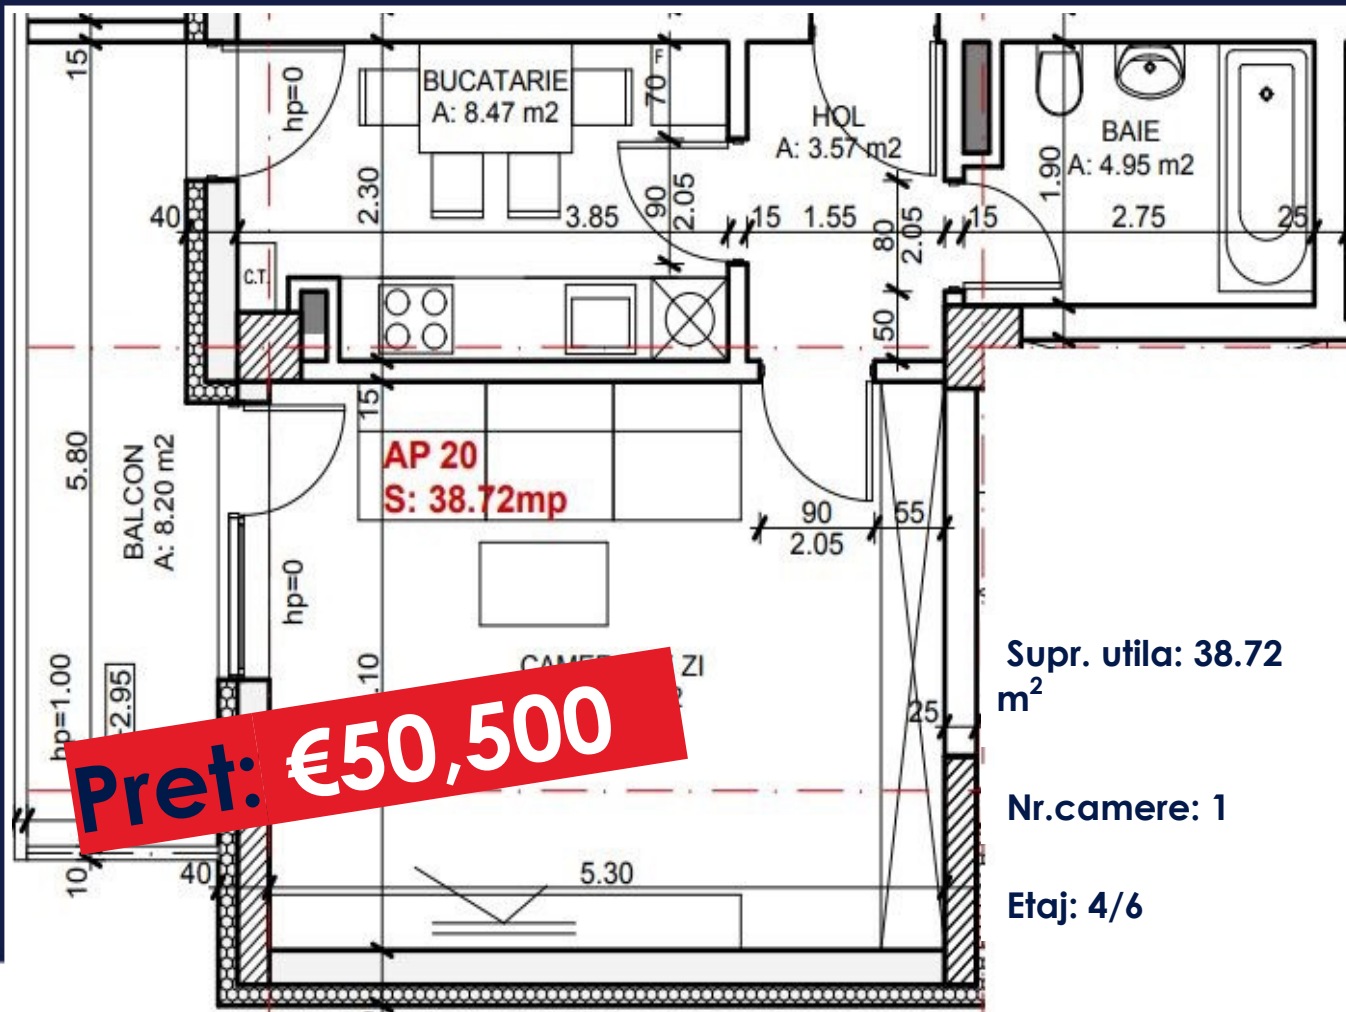 15
hp=0
BUCATARIE
A: 8.47 m2
F
70
HOL
A: 3.57 m2
BAIE
A: 4.95 m2
1.90
40
2.30
3.85
90
2.05
15
1.55
80
2.05
15
2.75
25
C.T.
50
15
5.80
BALCON
A: 8.20 m2
AP 20
S: 38.72mp
90
2.05
55
hp=0
hp=1.00
-2.95
.10
ZI
25
Pret: €50,500
10
40
5.30
Supr. utila: 38.72
m²
Nr.camere: 1
Etaj: 4/6